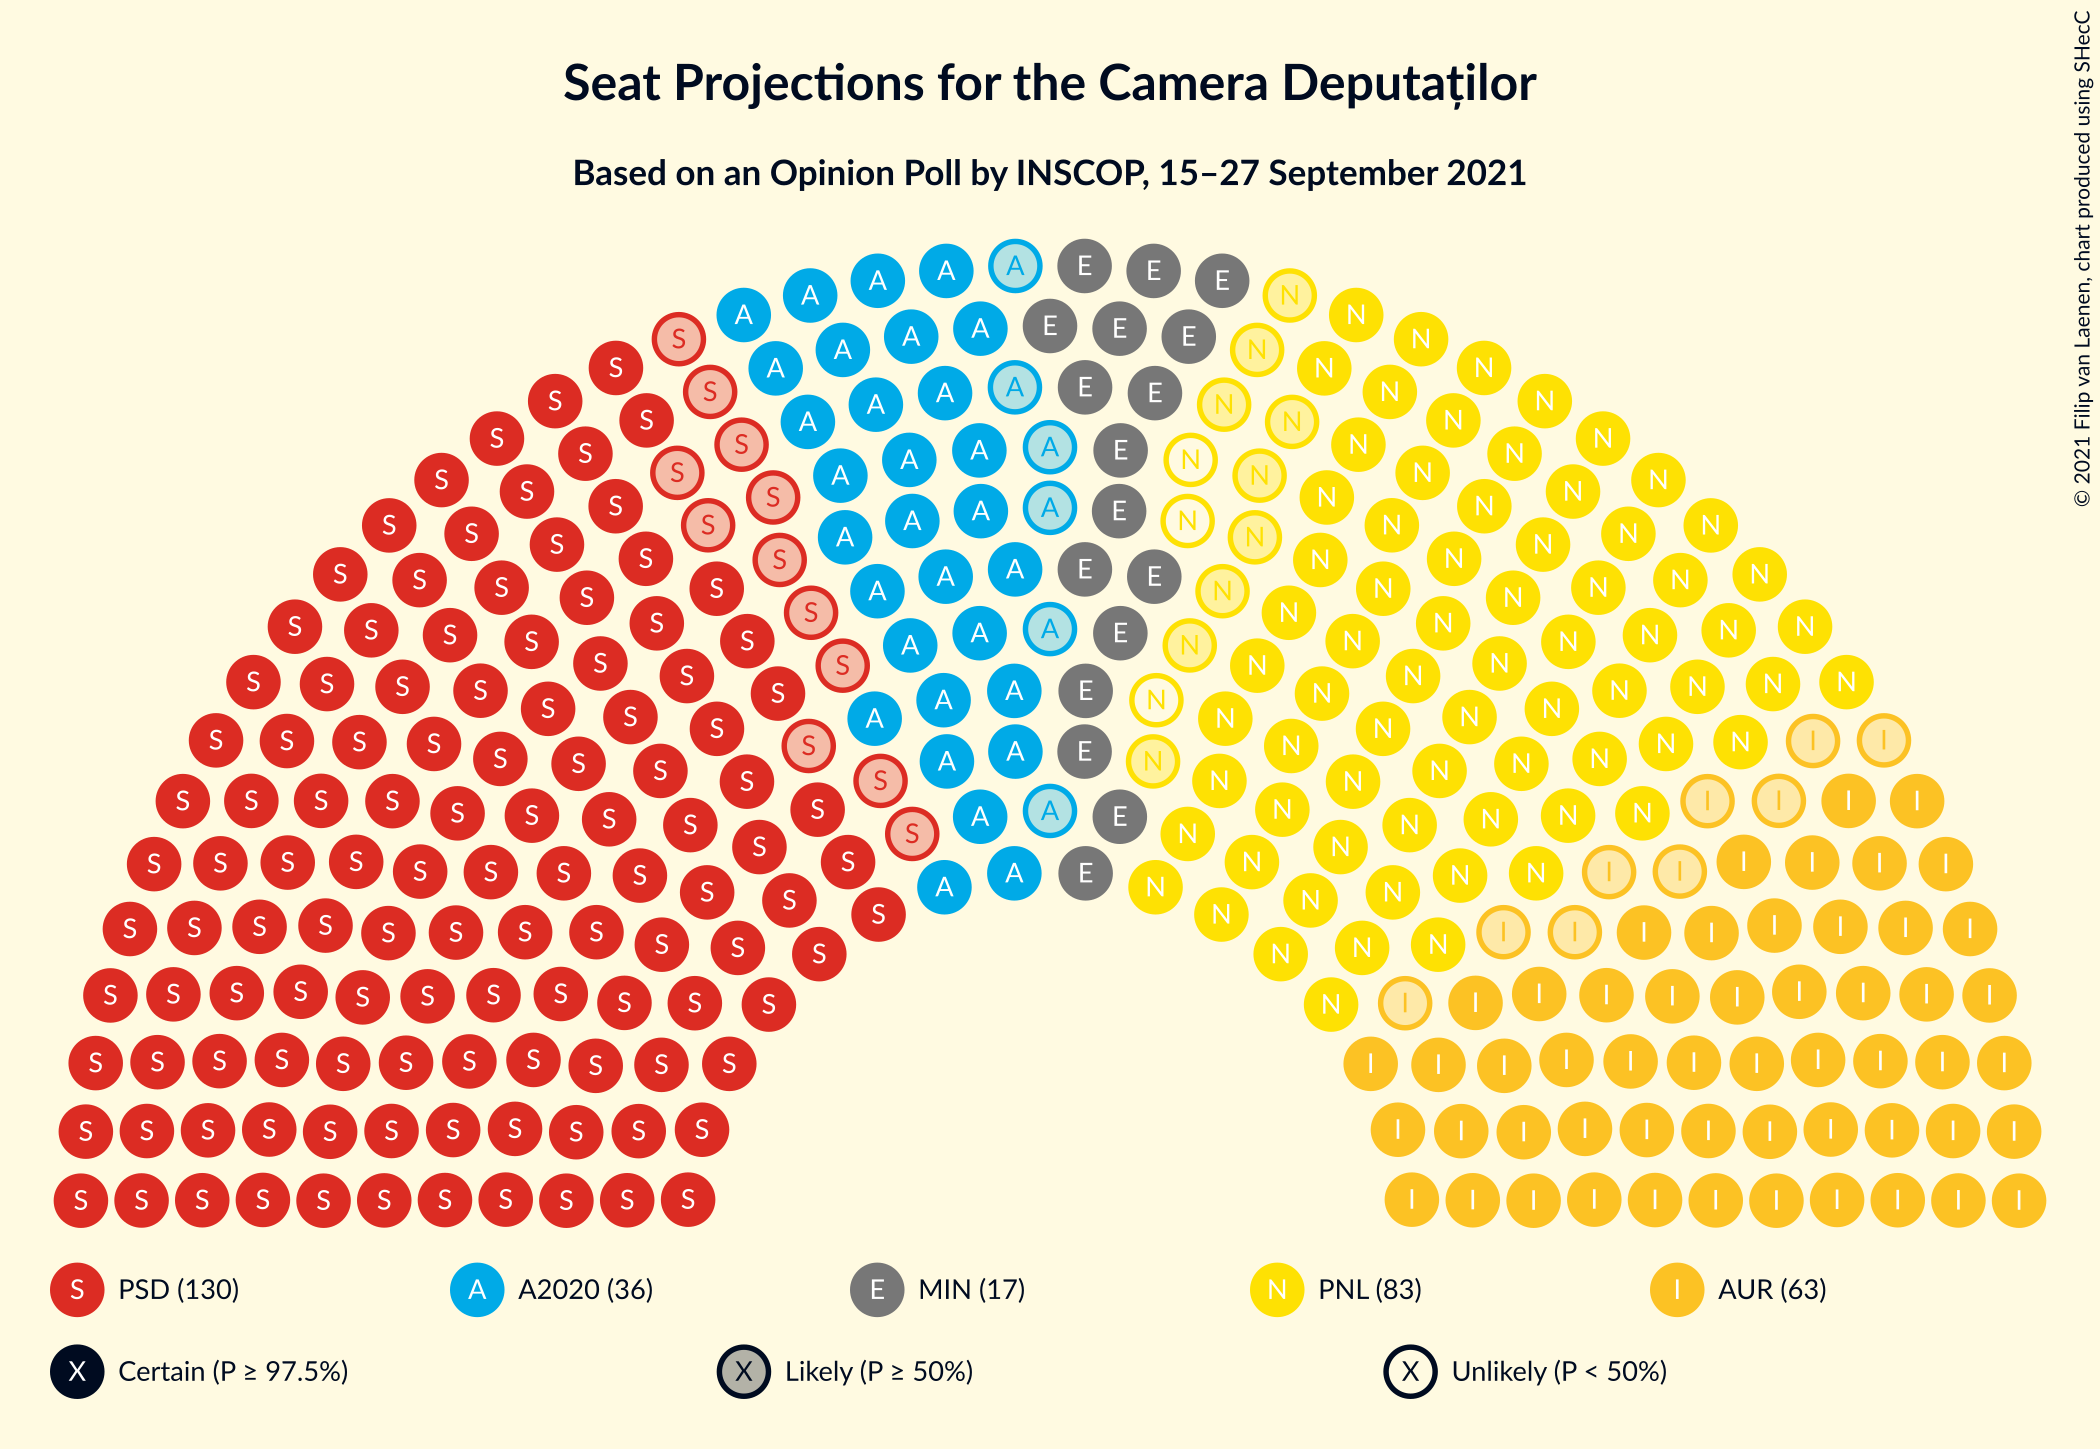 Seat Projections for the Camera Deputaților
Based on an Opinion Poll by INSCOP, 15–27 September 2021
© 2021 Filip van Laenen, chart produced using SHecC
S PSD (130)
A A2020 (36)
E MIN (17)
N PNL (83)
I AUR (63)
X Certain (P ≥ 97.5%)
X Likely (P ≥ 50%)
X Unlikely (P < 50%)